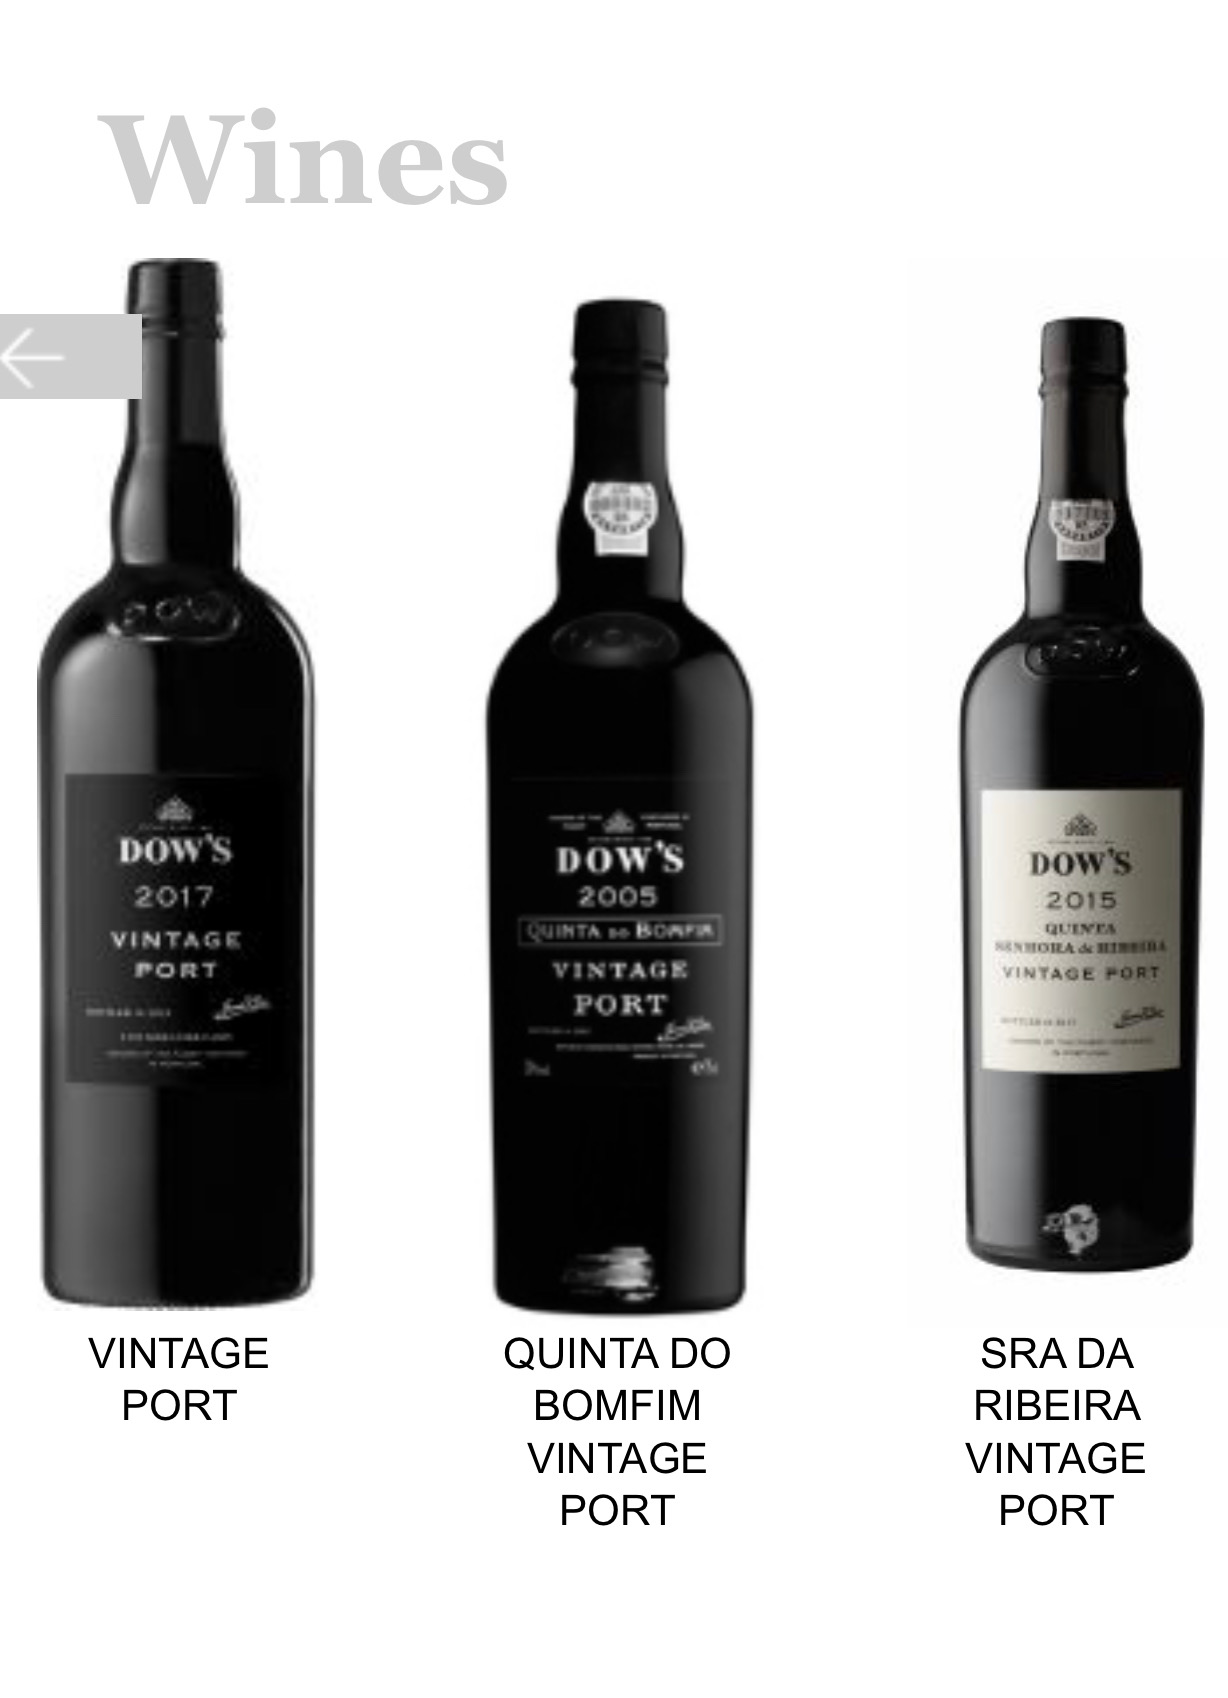 Wines
DOW'S
2017
VINTAGE
PORT
DOW'S
2005
QUINTA DO BOMFIM
VINTAGE
PORT
DOW'S
2015
QUINTA
SENHORA da RIBEIRA
VINTAGE PORT
VINTAGE
PORT
QUINTA DO
BOMFIM
VINTAGE
PORT
SRA DA
RIBEIRA
VINTAGE
PORT